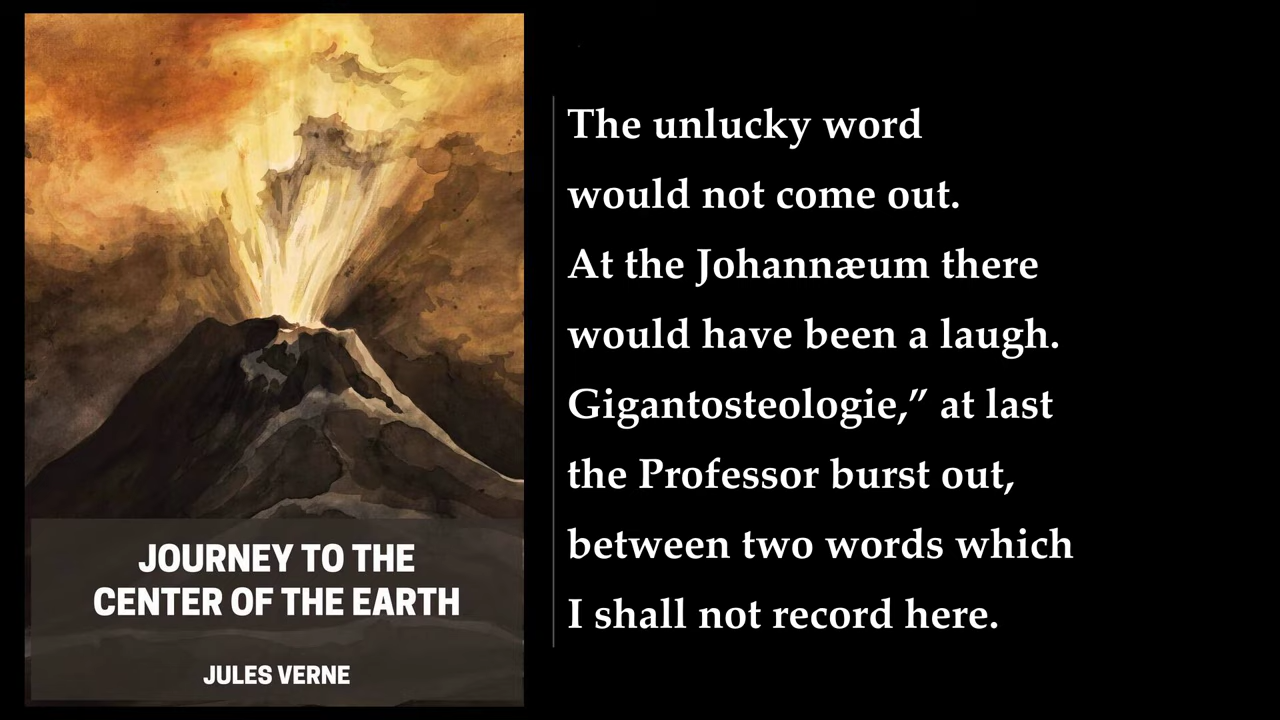 JOURNEY TO THE
CENTER OF THE EARTH
JULES VERNE
The unlucky word
would not come out.
At the Johannæum there
would have been a laugh.
Gigantosteologie,” at last
the Professor burst out,
between two words which
I shall not record here.